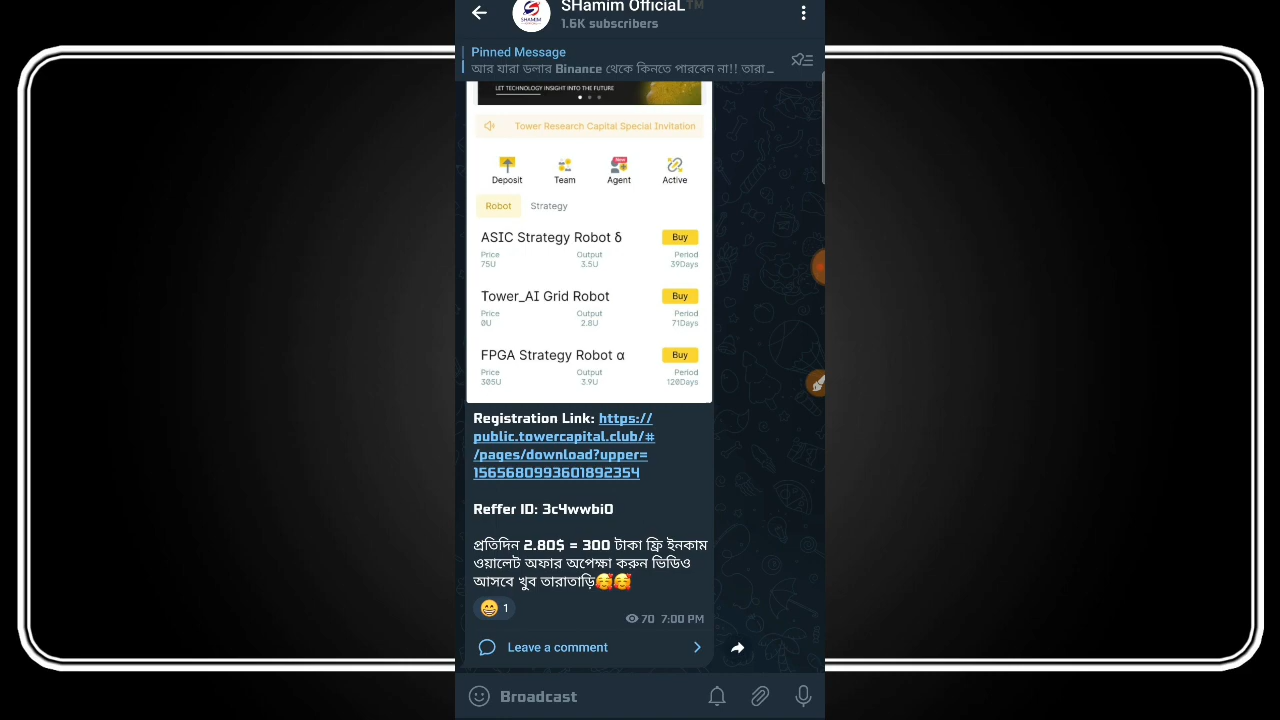 SHamim OfficiaL™
1.6K subscribers
SHAMIM
Pinned Message
আর যারা ডলার Binance থেকে কিনতে পারবেন না!! তারা _
LET TECHNOLOGY INSIGHT INTO THE FUTURE
Tower Research Capital Special Invitation
New
Deposit Team Agent Active
Robot Strategy
ASIC Strategy Robot δ Buy
Price Output Period
75U 3.5U 39Days
Tower_AI Grid Robot Buy
Price Output Period
0U 2.8U 71Days
FPGA Strategy Robot α Buy
Price Output Period
305U 3.9U 120Days
Registration Link: https://
public.towercapital.club/#
/pages/download?upper=
1565680993601892354
Reffer ID: 3c4wwbi0
প্রতিদিন 2.80$ = 300 টাকা ফ্রি ইনকাম
ওয়ালেট অফার অপেক্ষা করুন ভিডিও
আসবে খুব তারাতাড়ি🥰🥰
😁 1
70 7:00 PM
Leave a comment
Broadcast